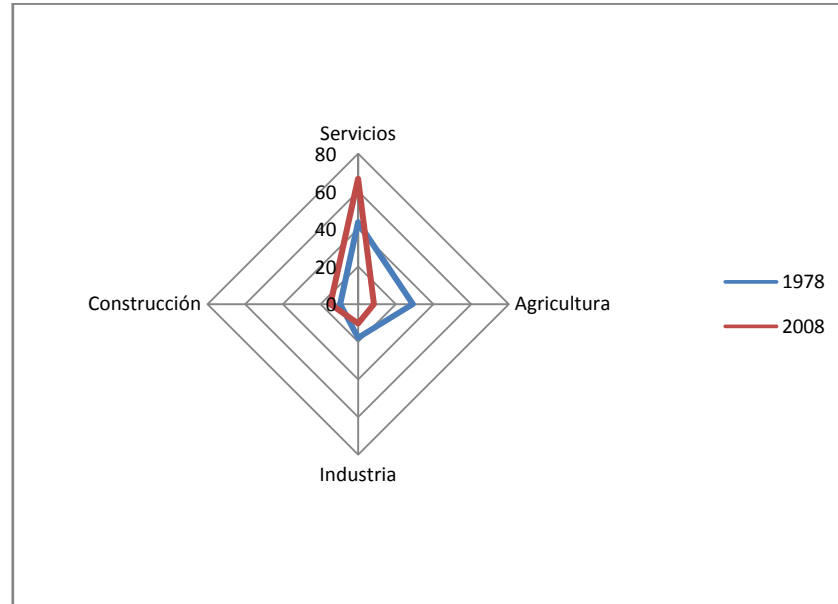 Servicios
80
60
40
20
0
Construcción
Agricultura
Industria
1978
2008